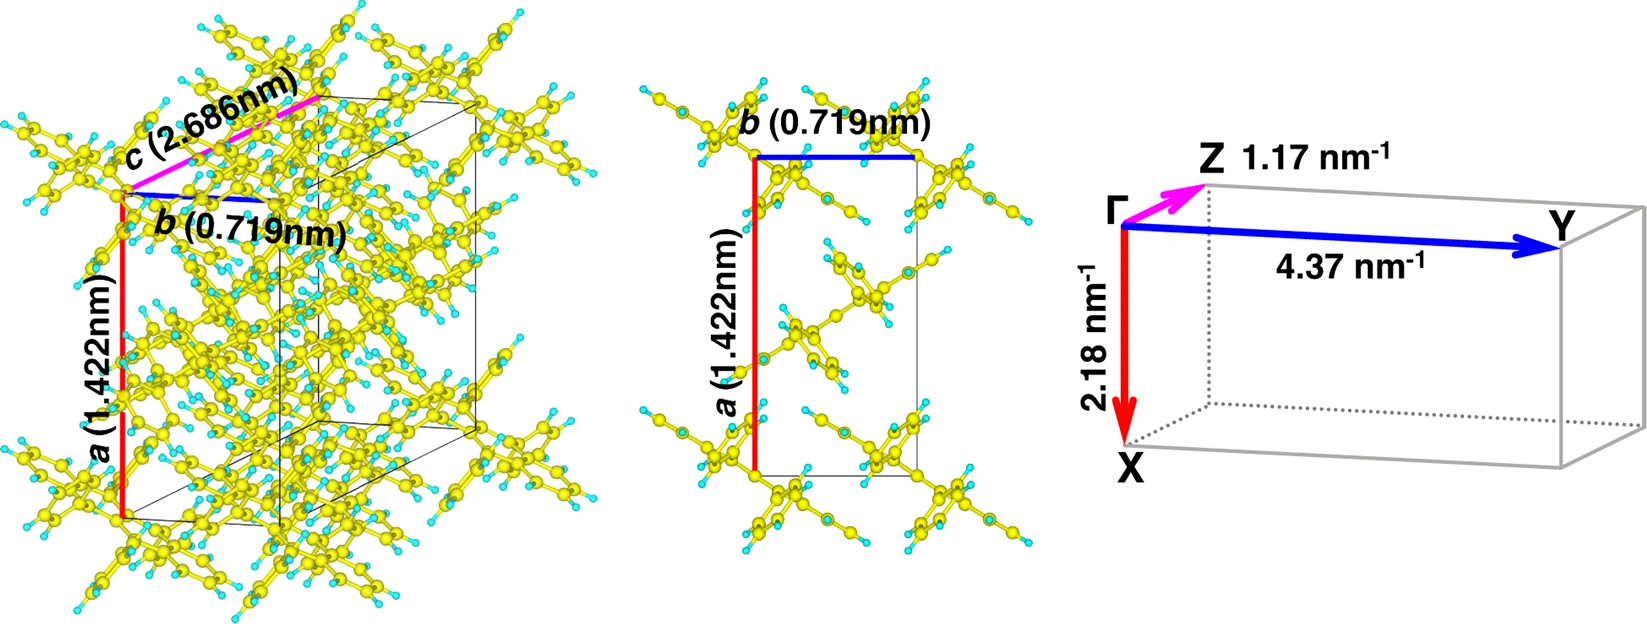 c (2.686nm)
b (0.719nm)
a (1.422nm)
b (0.719nm)
a (1.422nm)
Z 1.17 nm⁻¹
Γ
Y
4.37 nm⁻¹
2.18 nm⁻¹
X